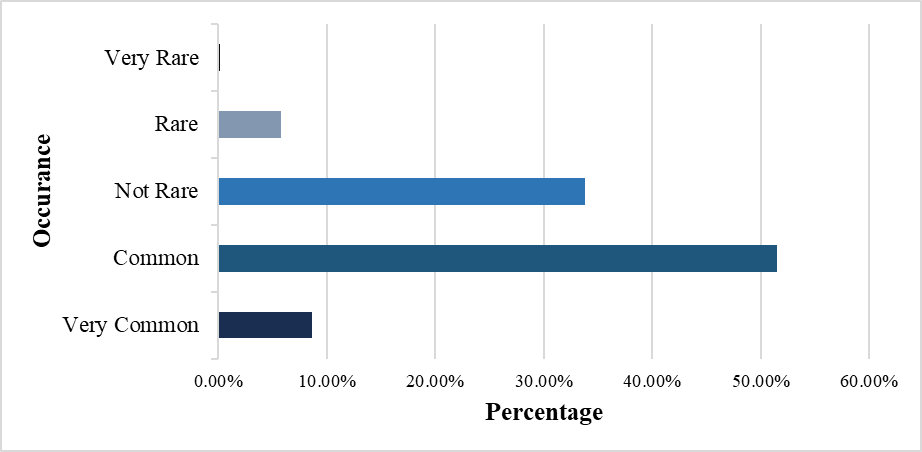 Very Rare
Rare
Not Rare
Common
Very Common
Occurance
0.00% 10.00% 20.00% 30.00% 40.00% 50.00% 60.00%
Percentage